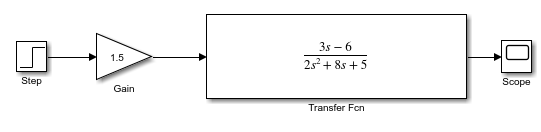 1.5
3s − 6
2s² + 8s + 5
Step
Gain
Transfer Fcn
Scope